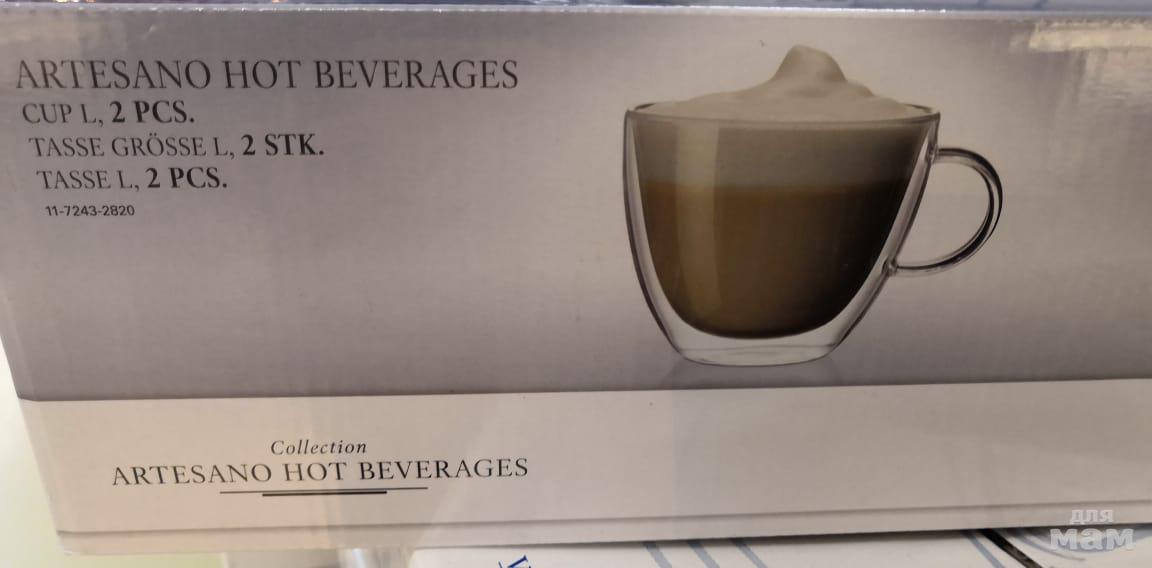 ARTESANO HOT BEVERAGES
CUP L, 2 PCS.
TASSE GRÖSSE L, 2 STK.
TASSE L, 2 PCS.
11-7243-2820
Collection
ARTESANO HOT BEVERAGES
для
мам